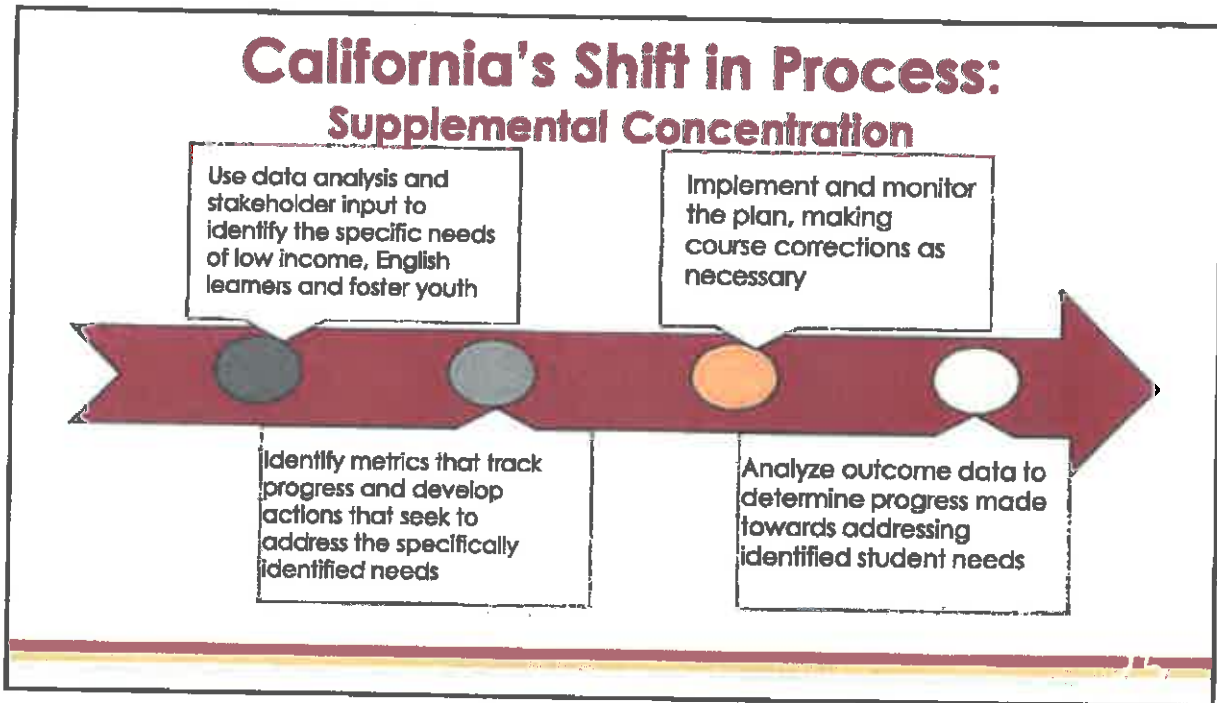 California's Shift in Process:
Supplemental Concentration
Use data analysis and
stakeholder input to
identify the specific needs
of low income, English
learners and foster youth
Implement and monitor
the plan, making
course corrections as
necessary
Identify metrics that track
progress and develop
actions that seek to
address the specifically
identified needs
Analyze outcome data to
determine progress made
towards addressing
identified student needs